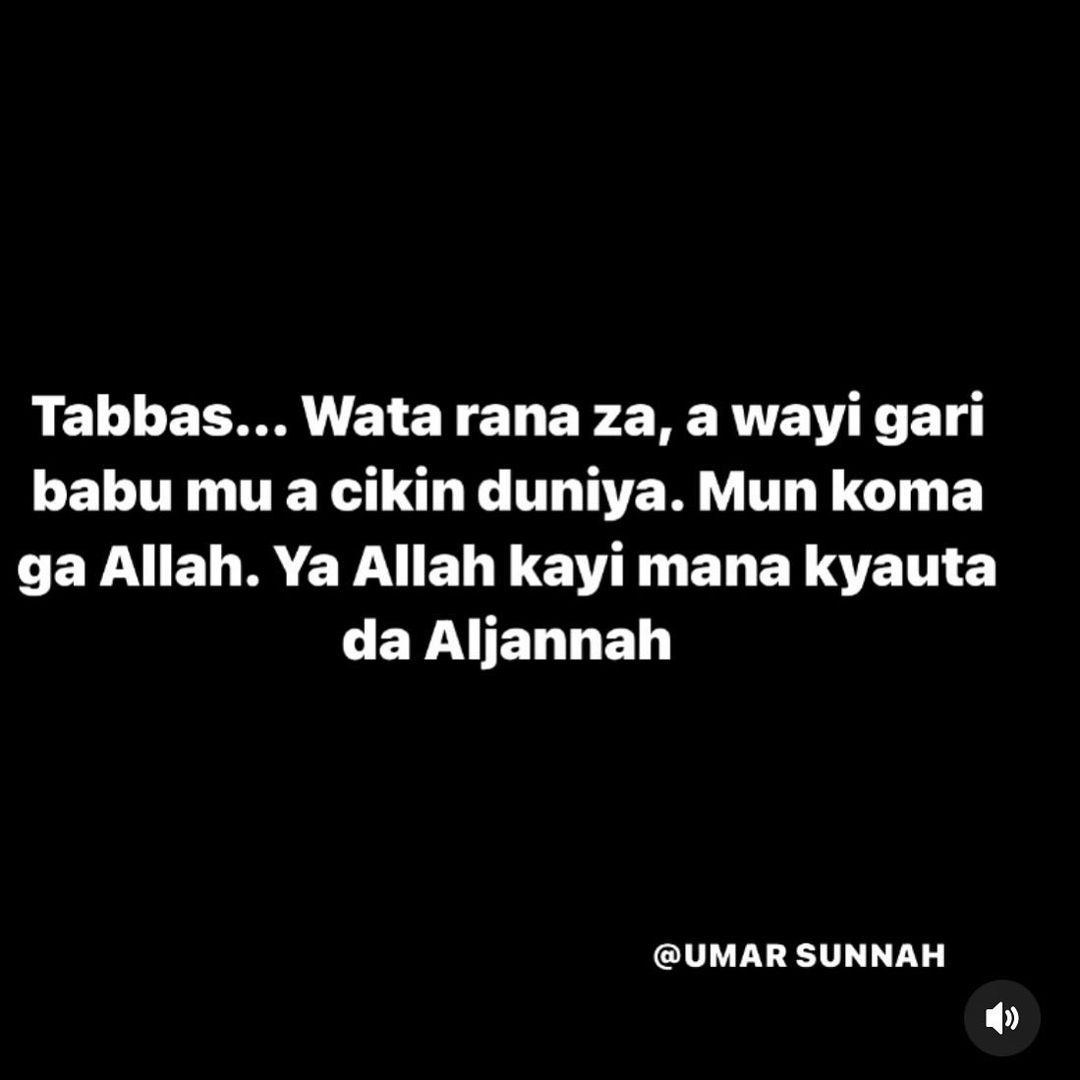 Tabbas... Wata rana za, a wayi gari
babu mu a cikin duniya. Mun koma
ga Allah. Ya Allah kayi mana kyauta
da Aljannah
@UMAR SUNNAH